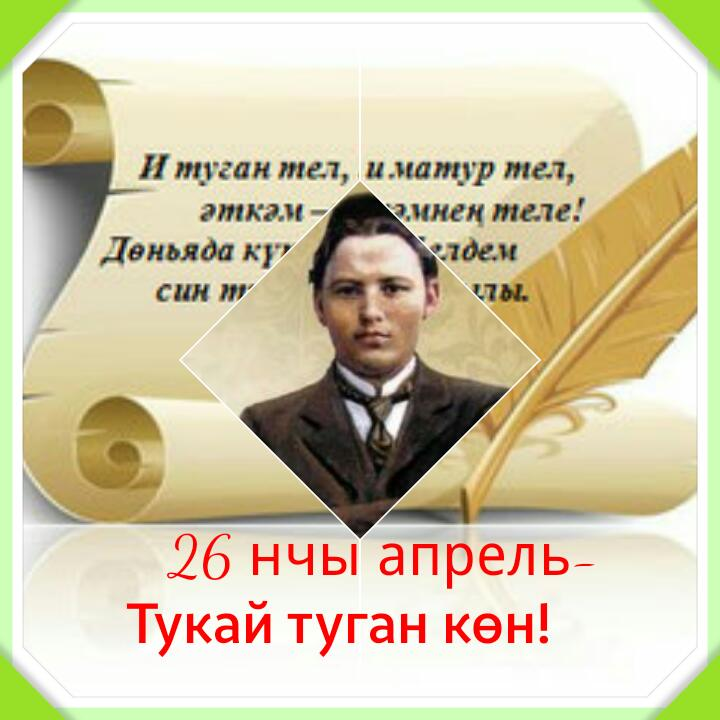 И туган тел, и матур тел,
әткәм – теле!
Дөньяда
син
26 нчы апрель-
Тукай туган көн!